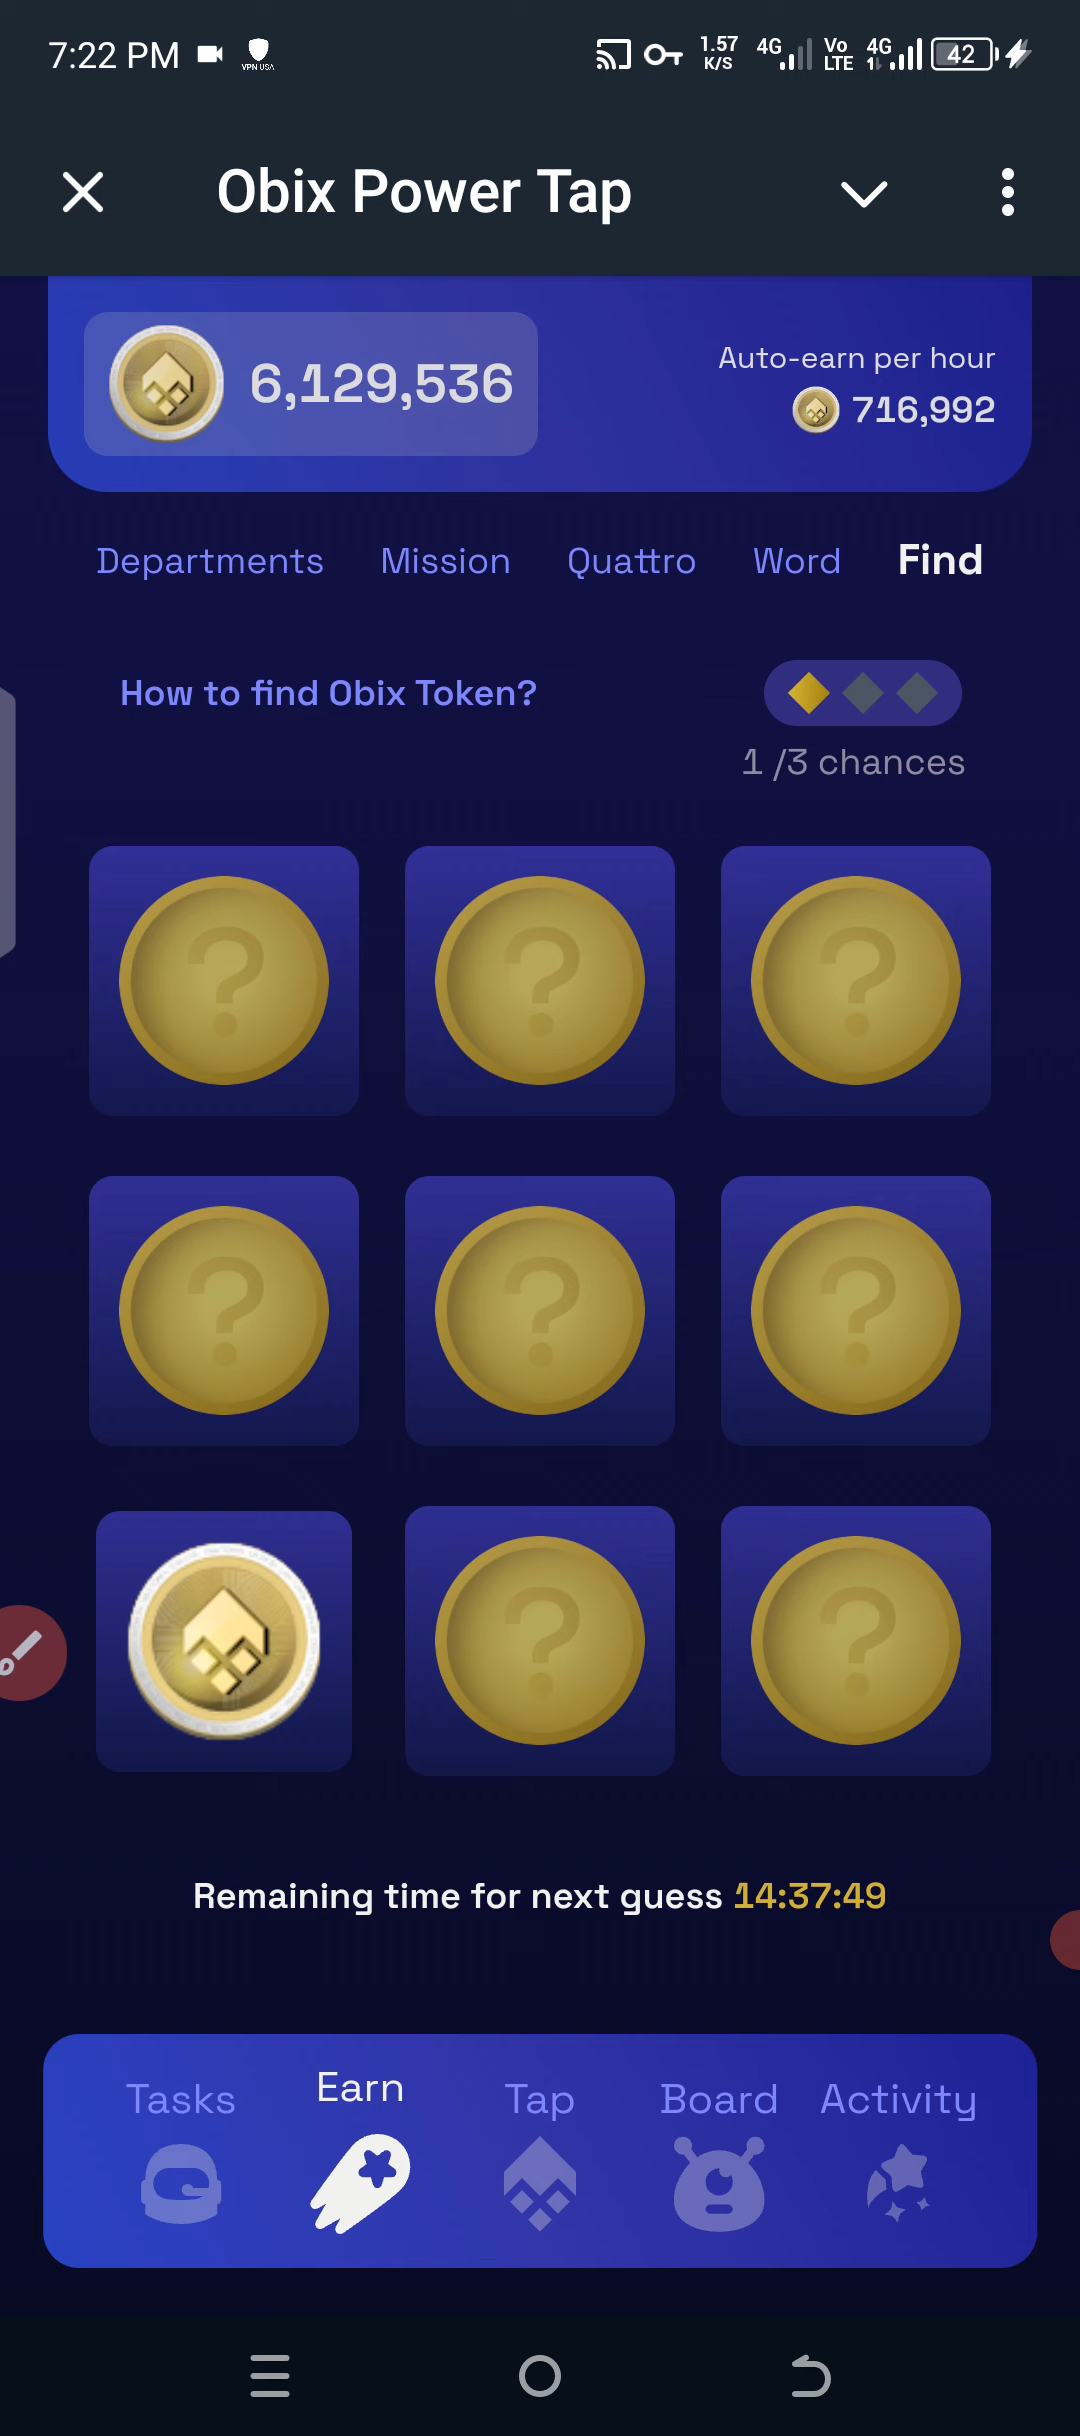 7:22 PM
VPN USA
1.57
K/S
4G
Vo
LTE
4G
42
Obix Power Tap
6,129,536
Auto-earn per hour
716,992
Departments
Mission
Quattro
Word
Find
How to find Obix Token?
1 /3 chances
?
?
?
?
?
?
?
?
Remaining time for next guess 14:37:49
Tasks
Earn
Tap
Board
Activity